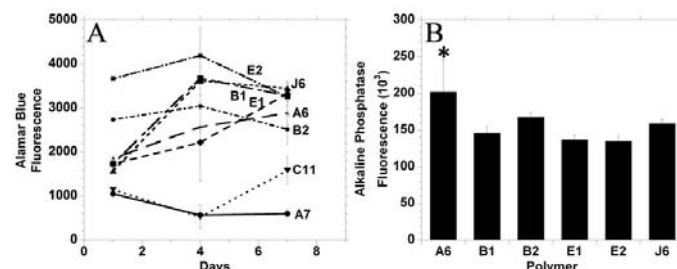 A
Alamar Blue
Fluorescence
5000
4000
3000
2000
1000
0
0
2
4
6
8
Days
E2
J6
B1
E1
A6
B2
C11
A7
B
Alkaline Phosphatase
Fluorescence (10³)
300
250
200
150
100
50
0
*
A6
B1
B2
E1
E2
J6
Polymer